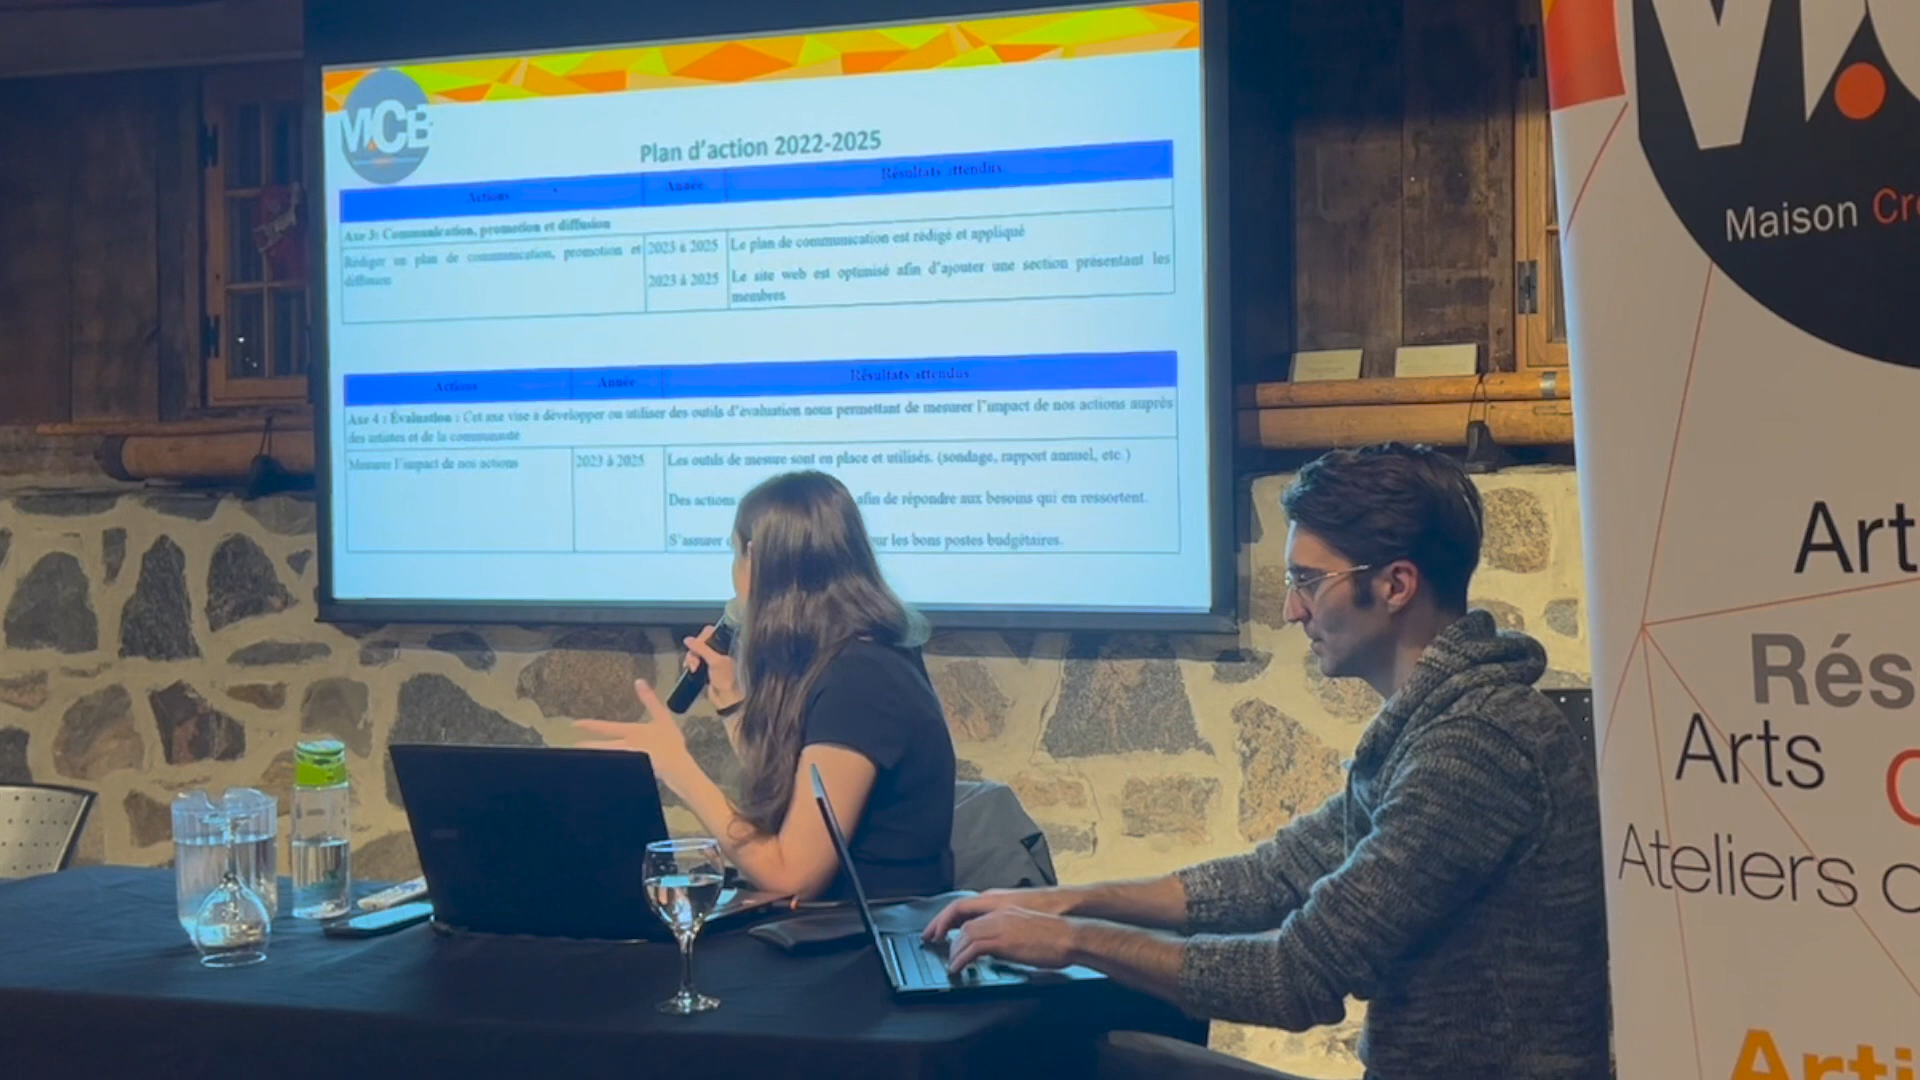 MCB
Plan d'action 2022-2025
Actions Année Résultats attendus
Axe 3: Communication, promotion et diffusion
Rédiger un plan de communication, promotion et
diffusion
2023 à 2025 Le plan de communication est rédigé et appliqué
2023 à 2025 Le site web est optimisé afin d'ajouter une section présentant les
membres
Actions Année Résultats attendus
Axe 4 : Évaluation : Cet axe vise à développer ou utiliser des outils d'évaluation nous permettant de mesurer l'impact de nos actions auprès
des artistes et de la communauté
Mesurer l'impact de nos actions 2023 à 2025 Les outils de mesure sont en place et utilisés. (sondage, rapport annuel, etc.)
Des actions afin de répondre aux besoins qui en ressortent.
S'assurer les bons postes budgétaires.
Maison Cr
Art
Rés
Arts
Ateliers
Arti